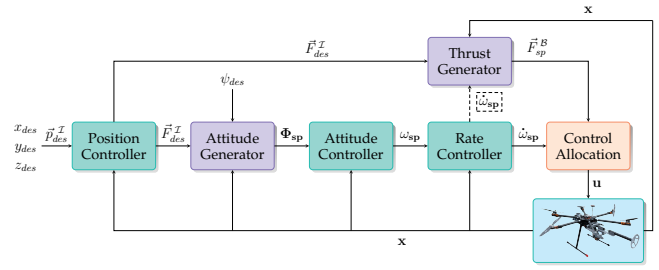 x
F⃗_des^ℐ
Thrust Generator
F⃗_sp^ℬ
ψ_des
ω̇_sp
x_des
y_des
z_des
p⃗_des^ℐ
Position Controller
F⃗_des^ℐ
Attitude Generator
Φ_sp
Attitude Controller
ω_sp
Rate Controller
ω̇_sp
Control Allocation
u
x